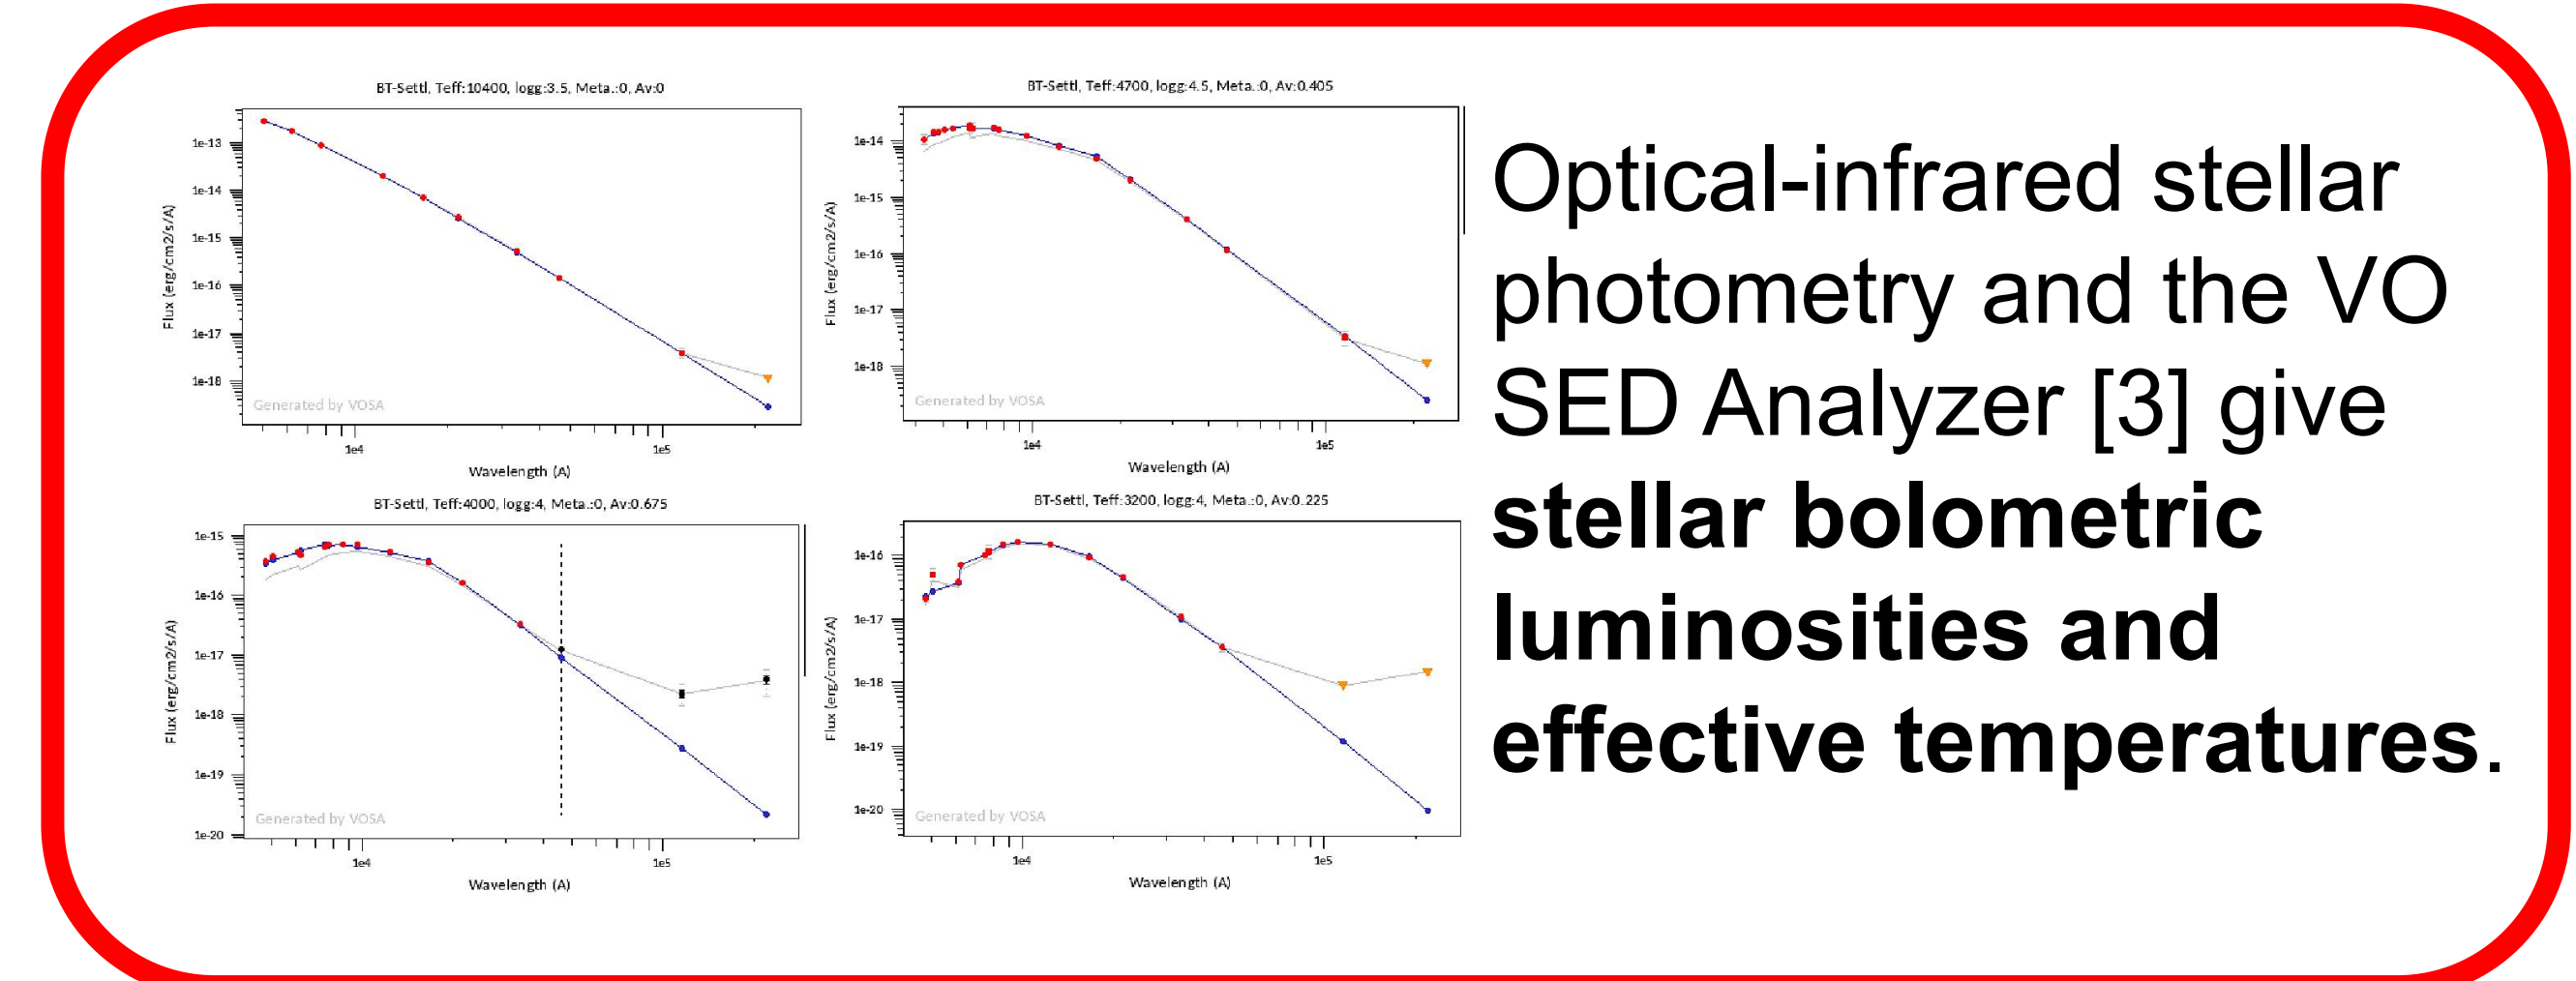 BT-Settl, Teff:10400, logg:3.5, Meta.:0, Av:0
Flux (erg/cm2/s/A)
1e-13
1e-14
1e-15
1e-16
1e-17
1e-18
Generated by VOSA
1e4
1e5
Wavelength (A)
BT-Settl, Teff:4700, logg:4.5, Meta.:0, Av:0.405
Flux (erg/cm2/s/A)
1e-14
1e-15
1e-16
1e-17
1e-18
Generated by VOSA
1e4
1e5
Wavelength (A)
BT-Settl, Teff:4000, logg:4, Meta.:0, Av:0.675
Flux (erg/cm2/s/A)
1e-15
1e-16
1e-17
1e-18
1e-19
1e-20
Generated by VOSA
1e4
1e5
Wavelength (A)
BT-Settl, Teff:3200, logg:4, Meta.:0, Av:0.225
Flux (erg/cm2/s/A)
1e-16
1e-17
1e-18
1e-19
1e-20
Generated by VOSA
1e4
1e5
Wavelength (A)
Optical-infrared stellar
photometry and the VO
SED Analyzer [3] give
stellar bolometric
luminosities and
effective temperatures.